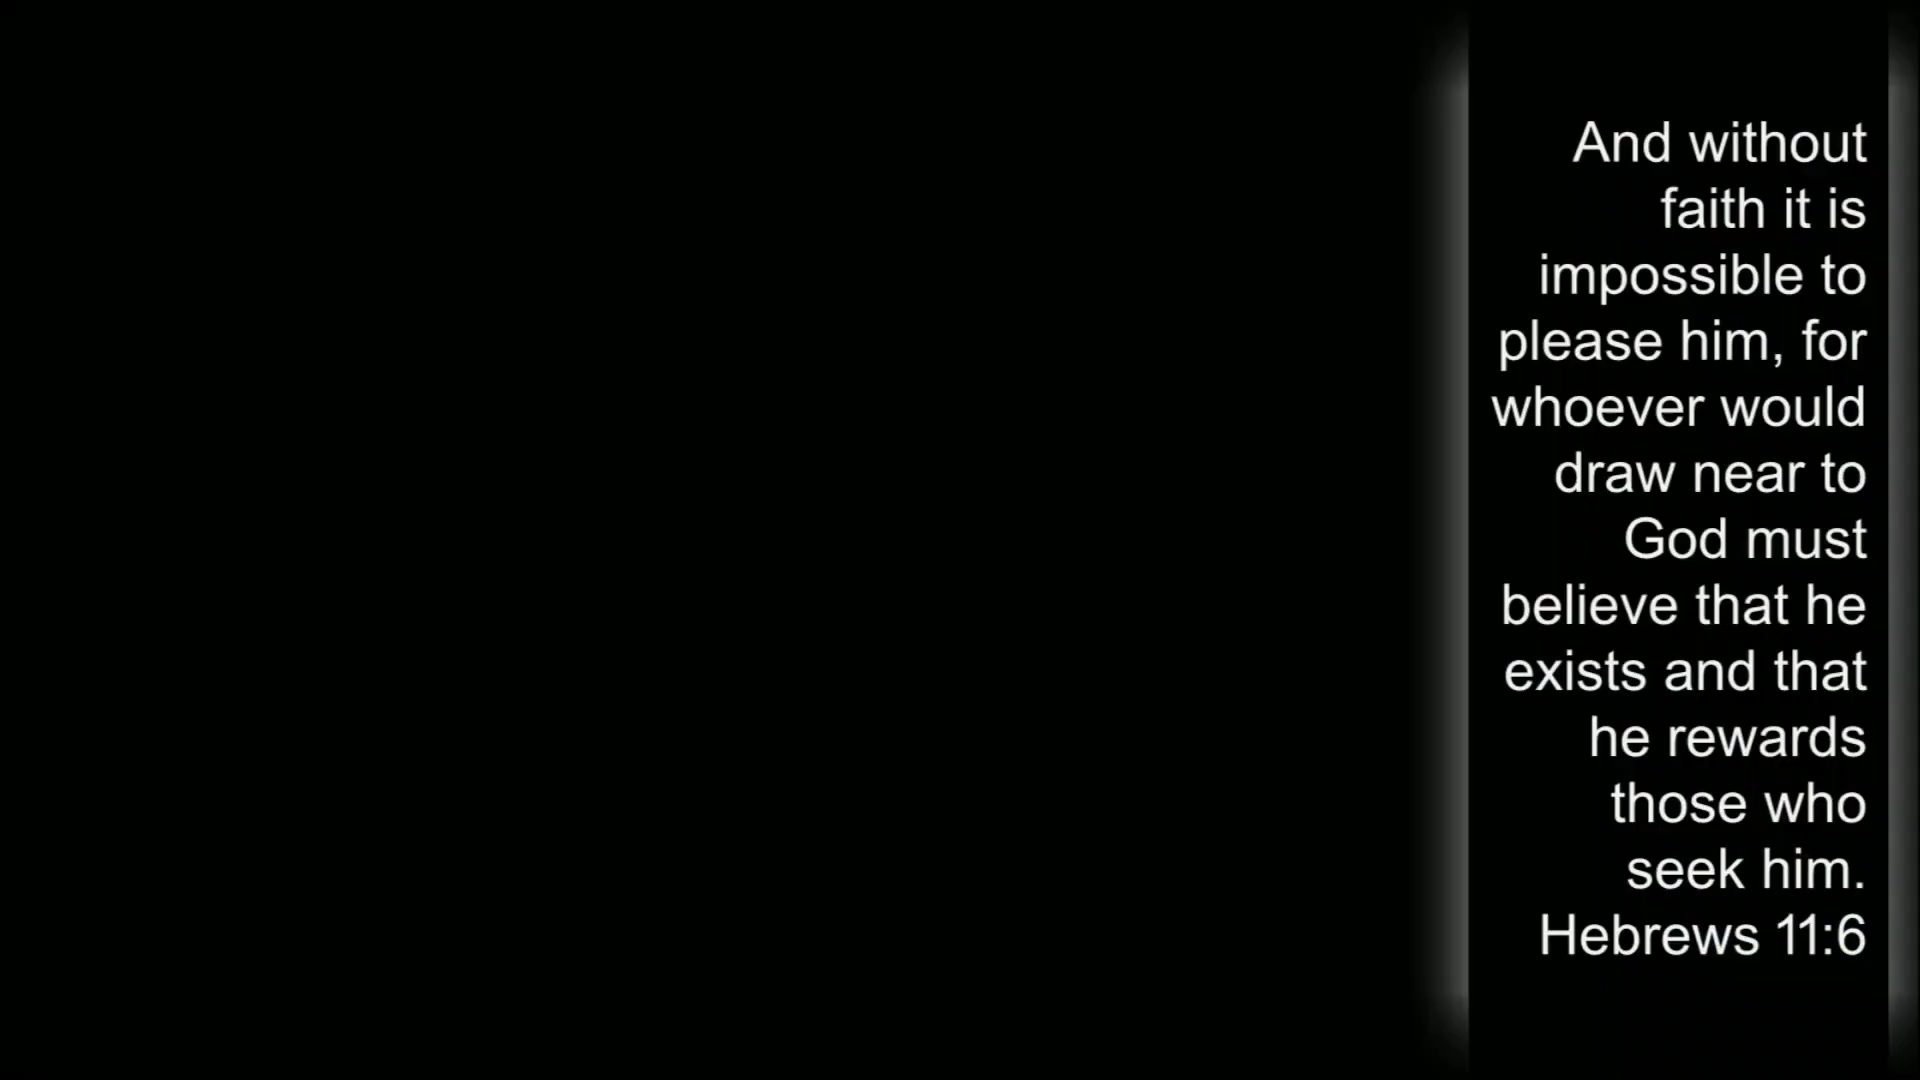 And without
faith it is
impossible to
please him, for
whoever would
draw near to
God must
believe that he
exists and that
he rewards
those who
seek him.
Hebrews 11:6